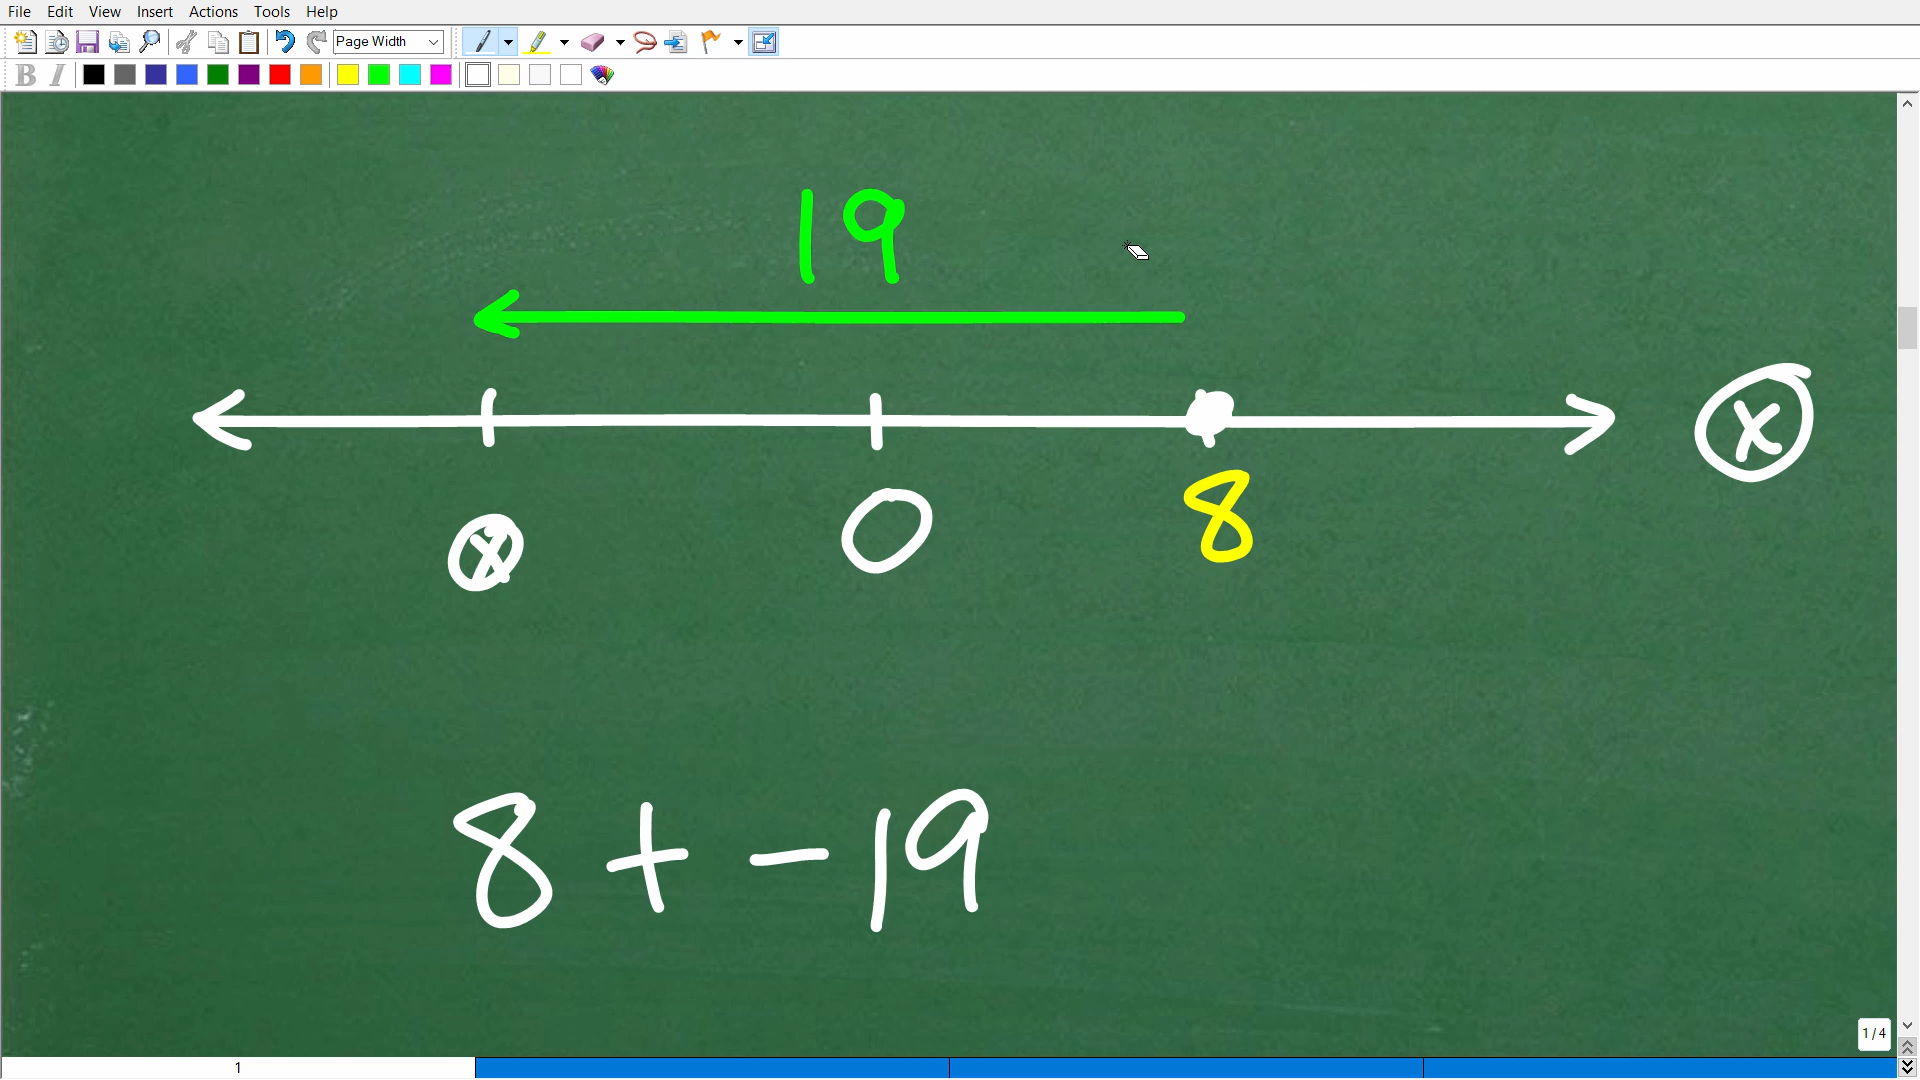 File Edit View Insert Actions Tools Help
Page Width
B I
19
x
x 0 8
8 + - 19
1 / 4
1